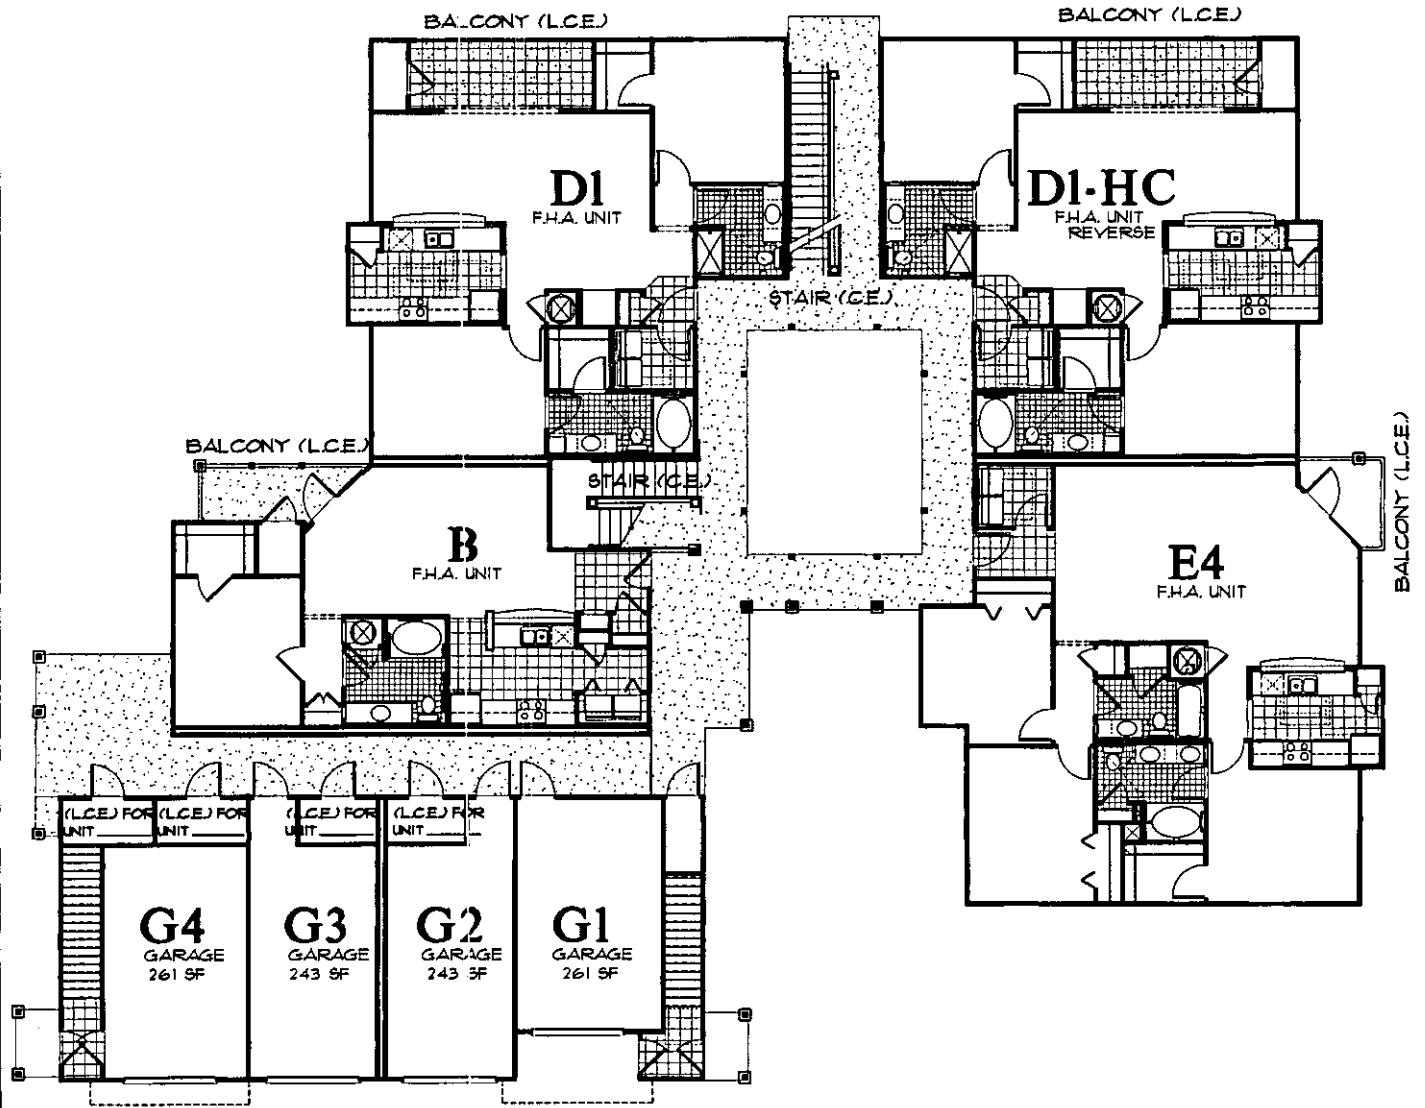 BALCONY (L.C.E.)
BALCONY (L.C.E.)
D1
F.H.A. UNIT
D1-HC
F.H.A. UNIT
REVERSE
STAIR (C.E.)
BALCONY (L.C.E.)
STAIR (C.E.)
BALCONY (L.C.E.)
B
F.H.A. UNIT
E4
F.H.A. UNIT
(L.C.E.) FOR
UNIT
(L.C.E.) FOR
UNIT
(L.C.E.) FOR
UNIT
(L.C.E.) FOR
UNIT
G4
GARAGE
261 SF
G3
GARAGE
243 SF
G2
GARAGE
243 SF
G1
GARAGE
261 SF